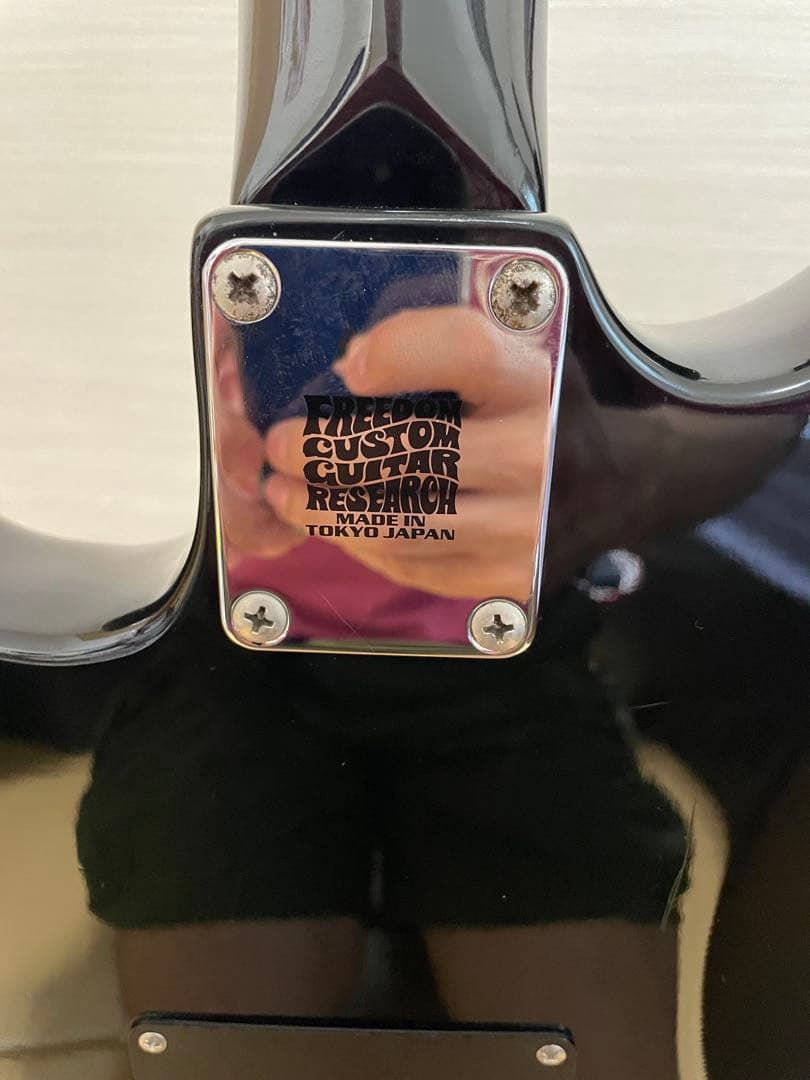 FREEDOM
CUSTOM
GUITAR
RESEARCH
MADE IN
TOKYO JAPAN